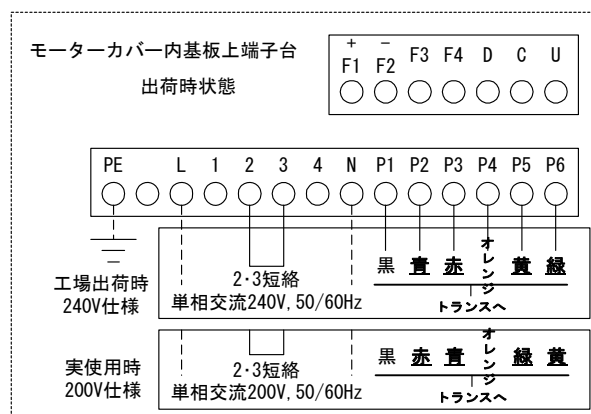 モーターカバー内基板上端子台
出荷時状態
+ −
F1 F2 F3 F4 D C U
PE L 1 2 3 4 N P1 P2 P3 P4 P5 P6
工場出荷時
240V仕様
2・3短絡
単相交流240V, 50/60Hz
黒 青 赤 オレンジ 黄 緑
トランスへ
実使用時
200V仕様
2・3短絡
単相交流200V, 50/60Hz
黒 赤 青 オレンジ 緑 黄
トランスへ